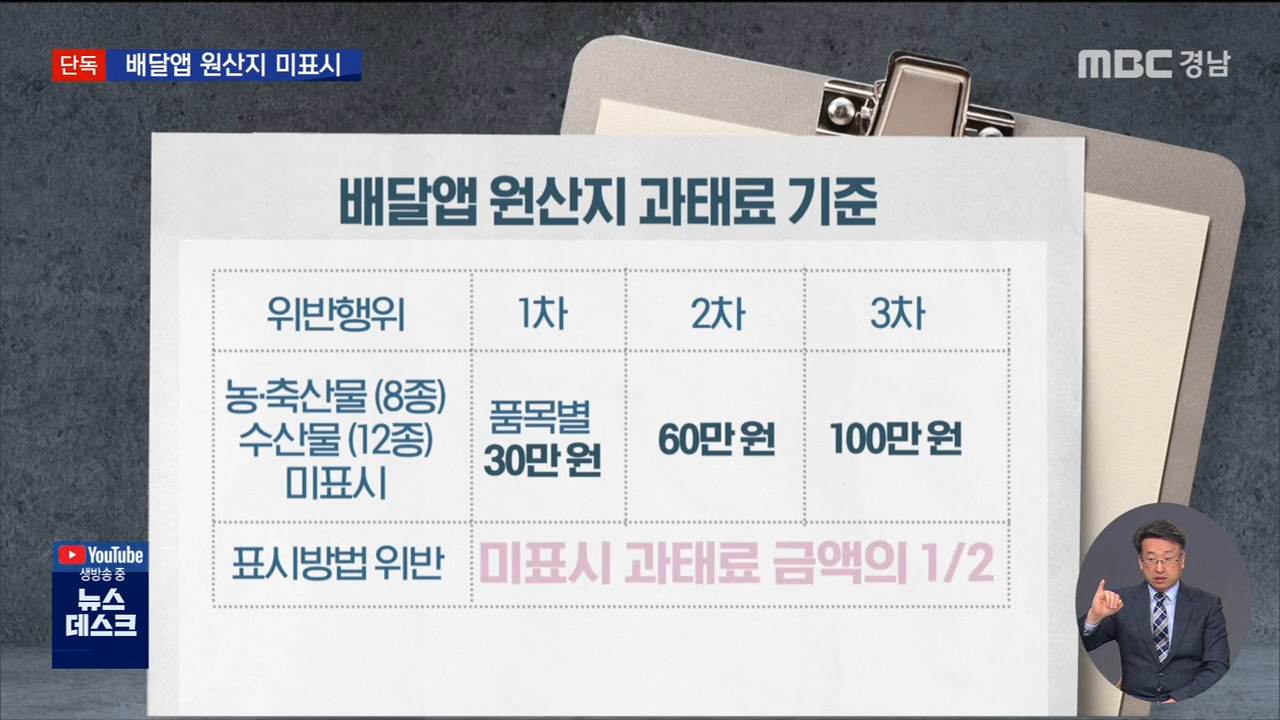 단독 배달앱 원산지 미표시
MBC 경남
배달앱 원산지 과태료 기준
위반행위 1차 2차 3차
농·축산물 (8종)
수산물 (12종)
미표시
품목별
30만 원
60만 원
100만 원
표시방법 위반 미표시 과태료 금액의 1/2
YouTube
생방송 중
뉴스
데스크